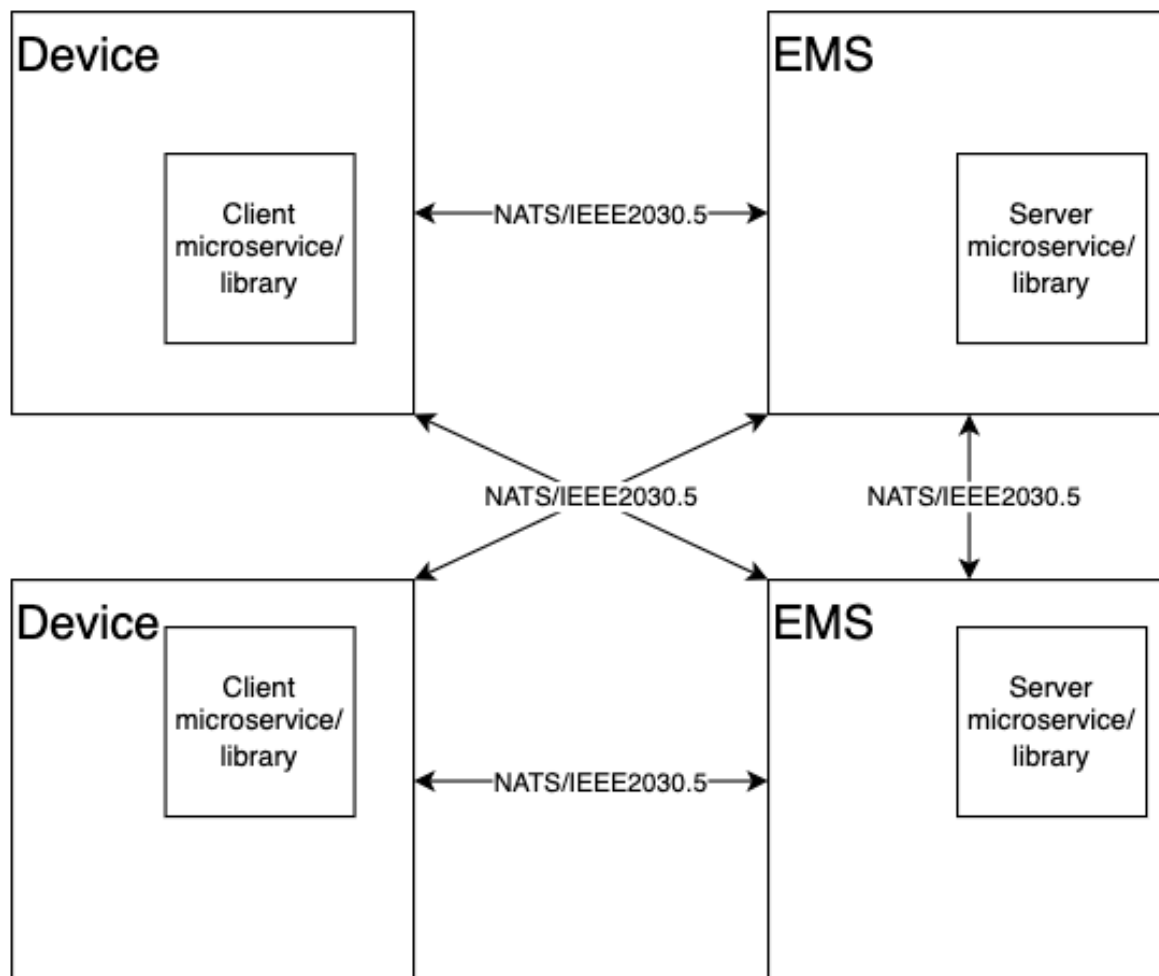 Device
EMS
Client
microservice/
library
NATS/IEEE2030.5
Server
microservice/
library
NATS/IEEE2030.5
NATS/IEEE2030.5
Device
EMS
Client
microservice/
library
Server
microservice/
library
NATS/IEEE2030.5